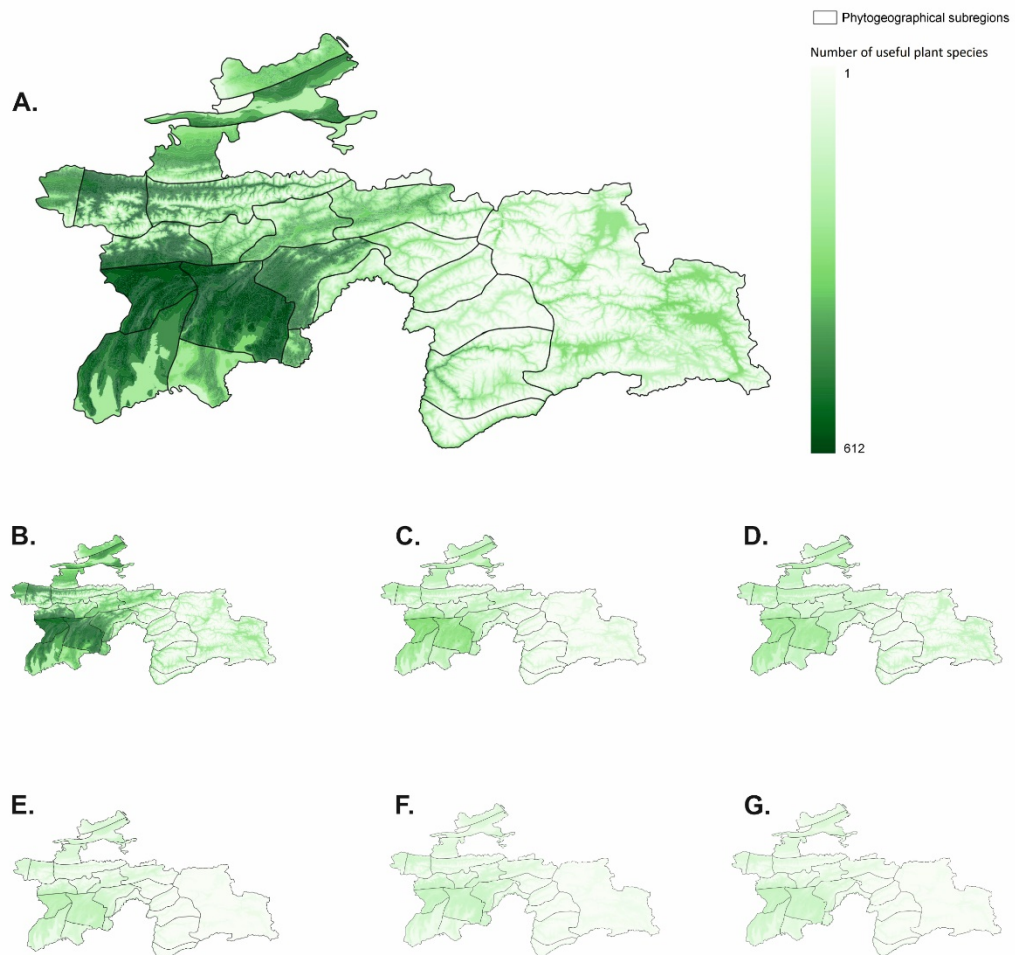 Phytogeographical subregions
Number of useful plant species
1
A.
612
B.
C.
D.
E.
F.
G.